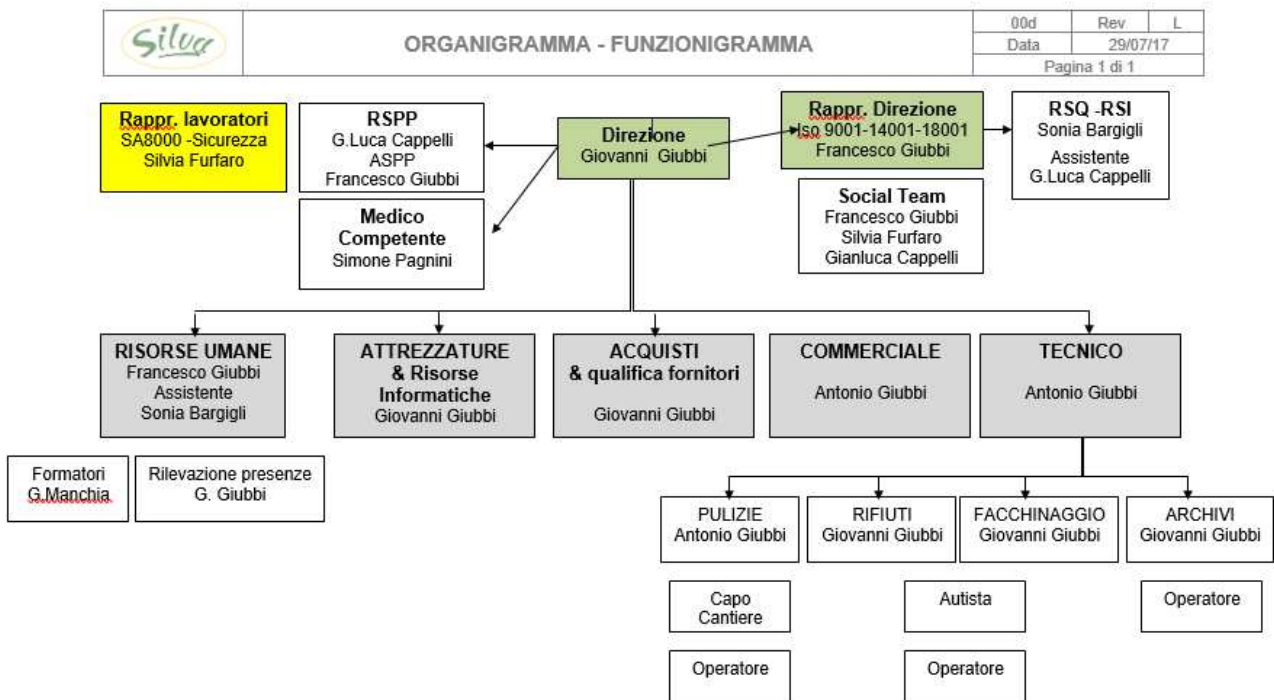 Silva
ORGANIGRAMMA - FUNZIONIGRAMMA
00d Rev L
Data 29/07/17
Pagina 1 di 1
Rappr. lavoratori
SA8000 -Sicurezza
Silvia Furfaro
RSPP
G.Luca Cappelli
ASPP
Francesco Giubbi
Direzione
Giovanni Giubbi
Rappr. Direzione
Iso 9001-14001-18001
Francesco Giubbi
RSQ -RSI
Sonia Bargigli
Assistente
G.Luca Cappelli
Medico
Competente
Simone Pagnini
Social Team
Francesco Giubbi
Silvia Furfaro
Gianluca Cappelli
RISORSE UMANE
Francesco Giubbi
Assistente
Sonia Bargigli
ATTREZZATURE
& Risorse
Informatiche
Giovanni Giubbi
ACQUISTI
& qualifica fornitori
Giovanni Giubbi
COMMERCIALE
Antonio Giubbi
TECNICO
Antonio Giubbi
Formatori
G.Manchia
Rilevazione presenze
G. Giubbi
PULIZIE
Antonio Giubbi
RIFIUTI
Giovanni Giubbi
FACCHINAGGIO
Giovanni Giubbi
ARCHIVI
Giovanni Giubbi
Capo
Cantiere
Autista
Operatore
Operatore
Operatore